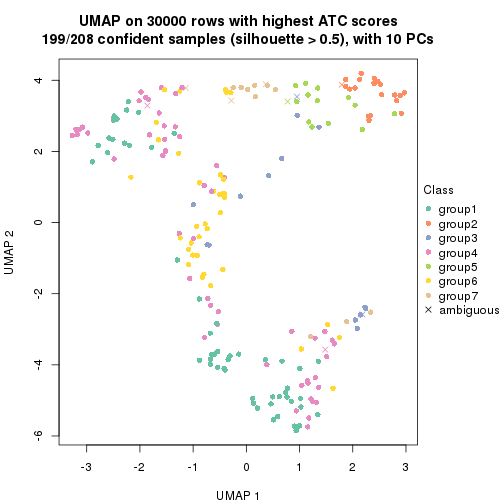 UMAP on 30000 rows with highest ATC scores
199/208 confident samples (silhouette > 0.5), with 10 PCs
4
2
0
-2
-4
-6
UMAP 2
-3
-2
-1
0
1
2
3
UMAP 1
Class
group1
group2
group3
group4
group5
group6
group7
ambiguous